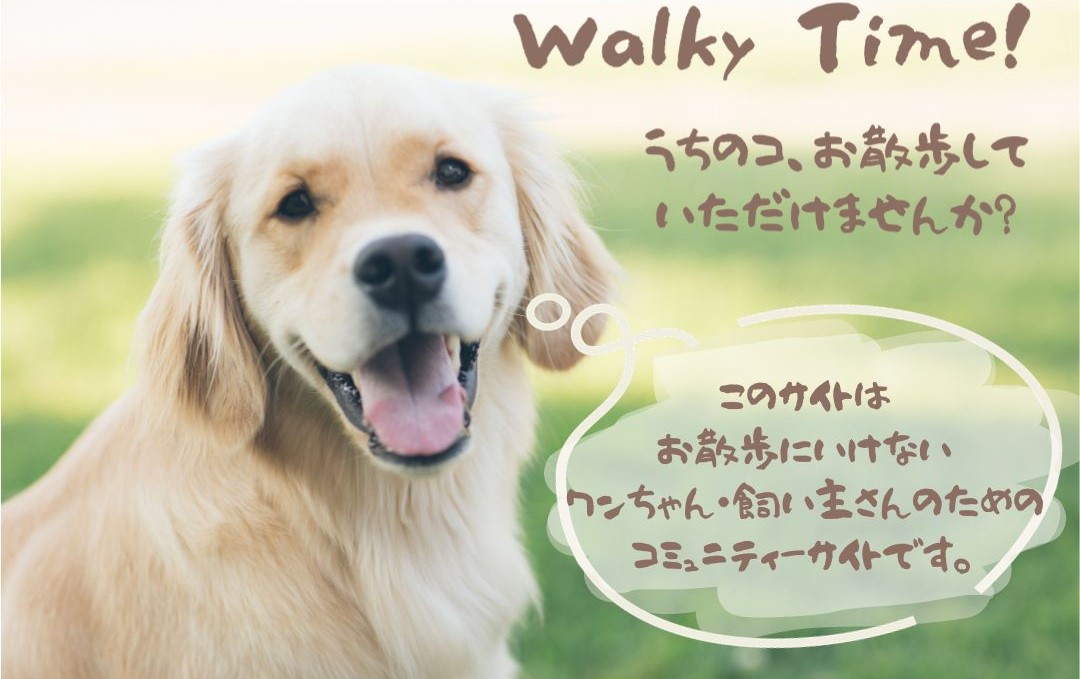 Walky Time!
うちのコ、お散歩して
いただけませんか?
このサイトは
お散歩にいけない
ワンちゃん・飼い主さんのための
コミュニティーサイトです。